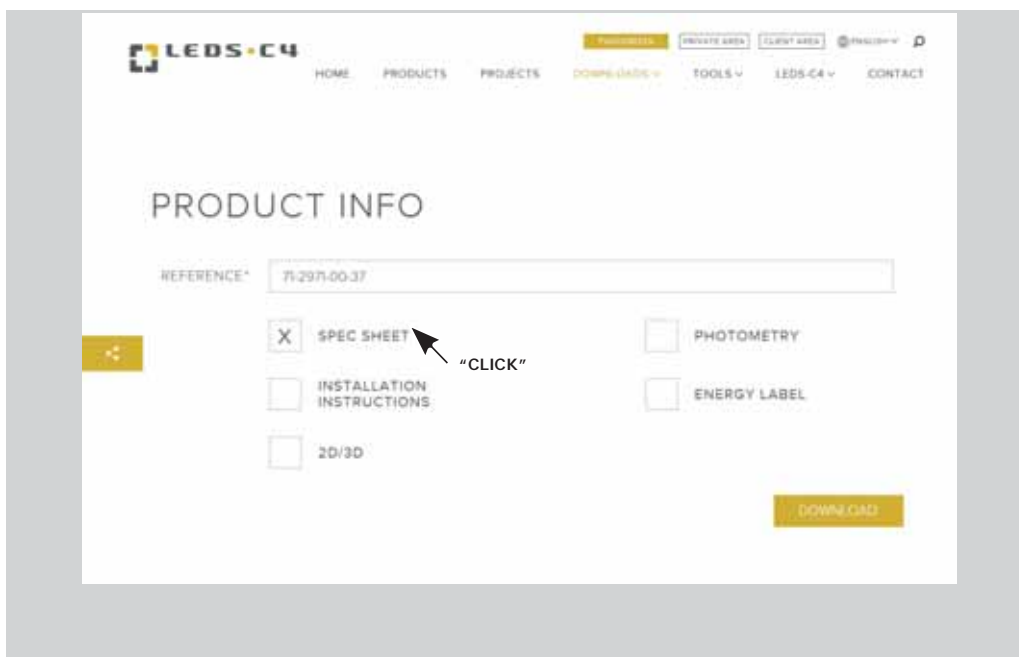 LEDS·C4
PRIVATE AREA CLIENT AREA ENGLISH
HOME PRODUCTS PROJECTS DOWNLOADS TOOLS LEDS-C4 CONTACT
PRODUCT INFO
REFERENCE* 71-2971-00-37
X SPEC SHEET PHOTOMETRY
"CLICK"
INSTALLATION
INSTRUCTIONS
ENERGY LABEL
2D/3D
DOWNLOAD